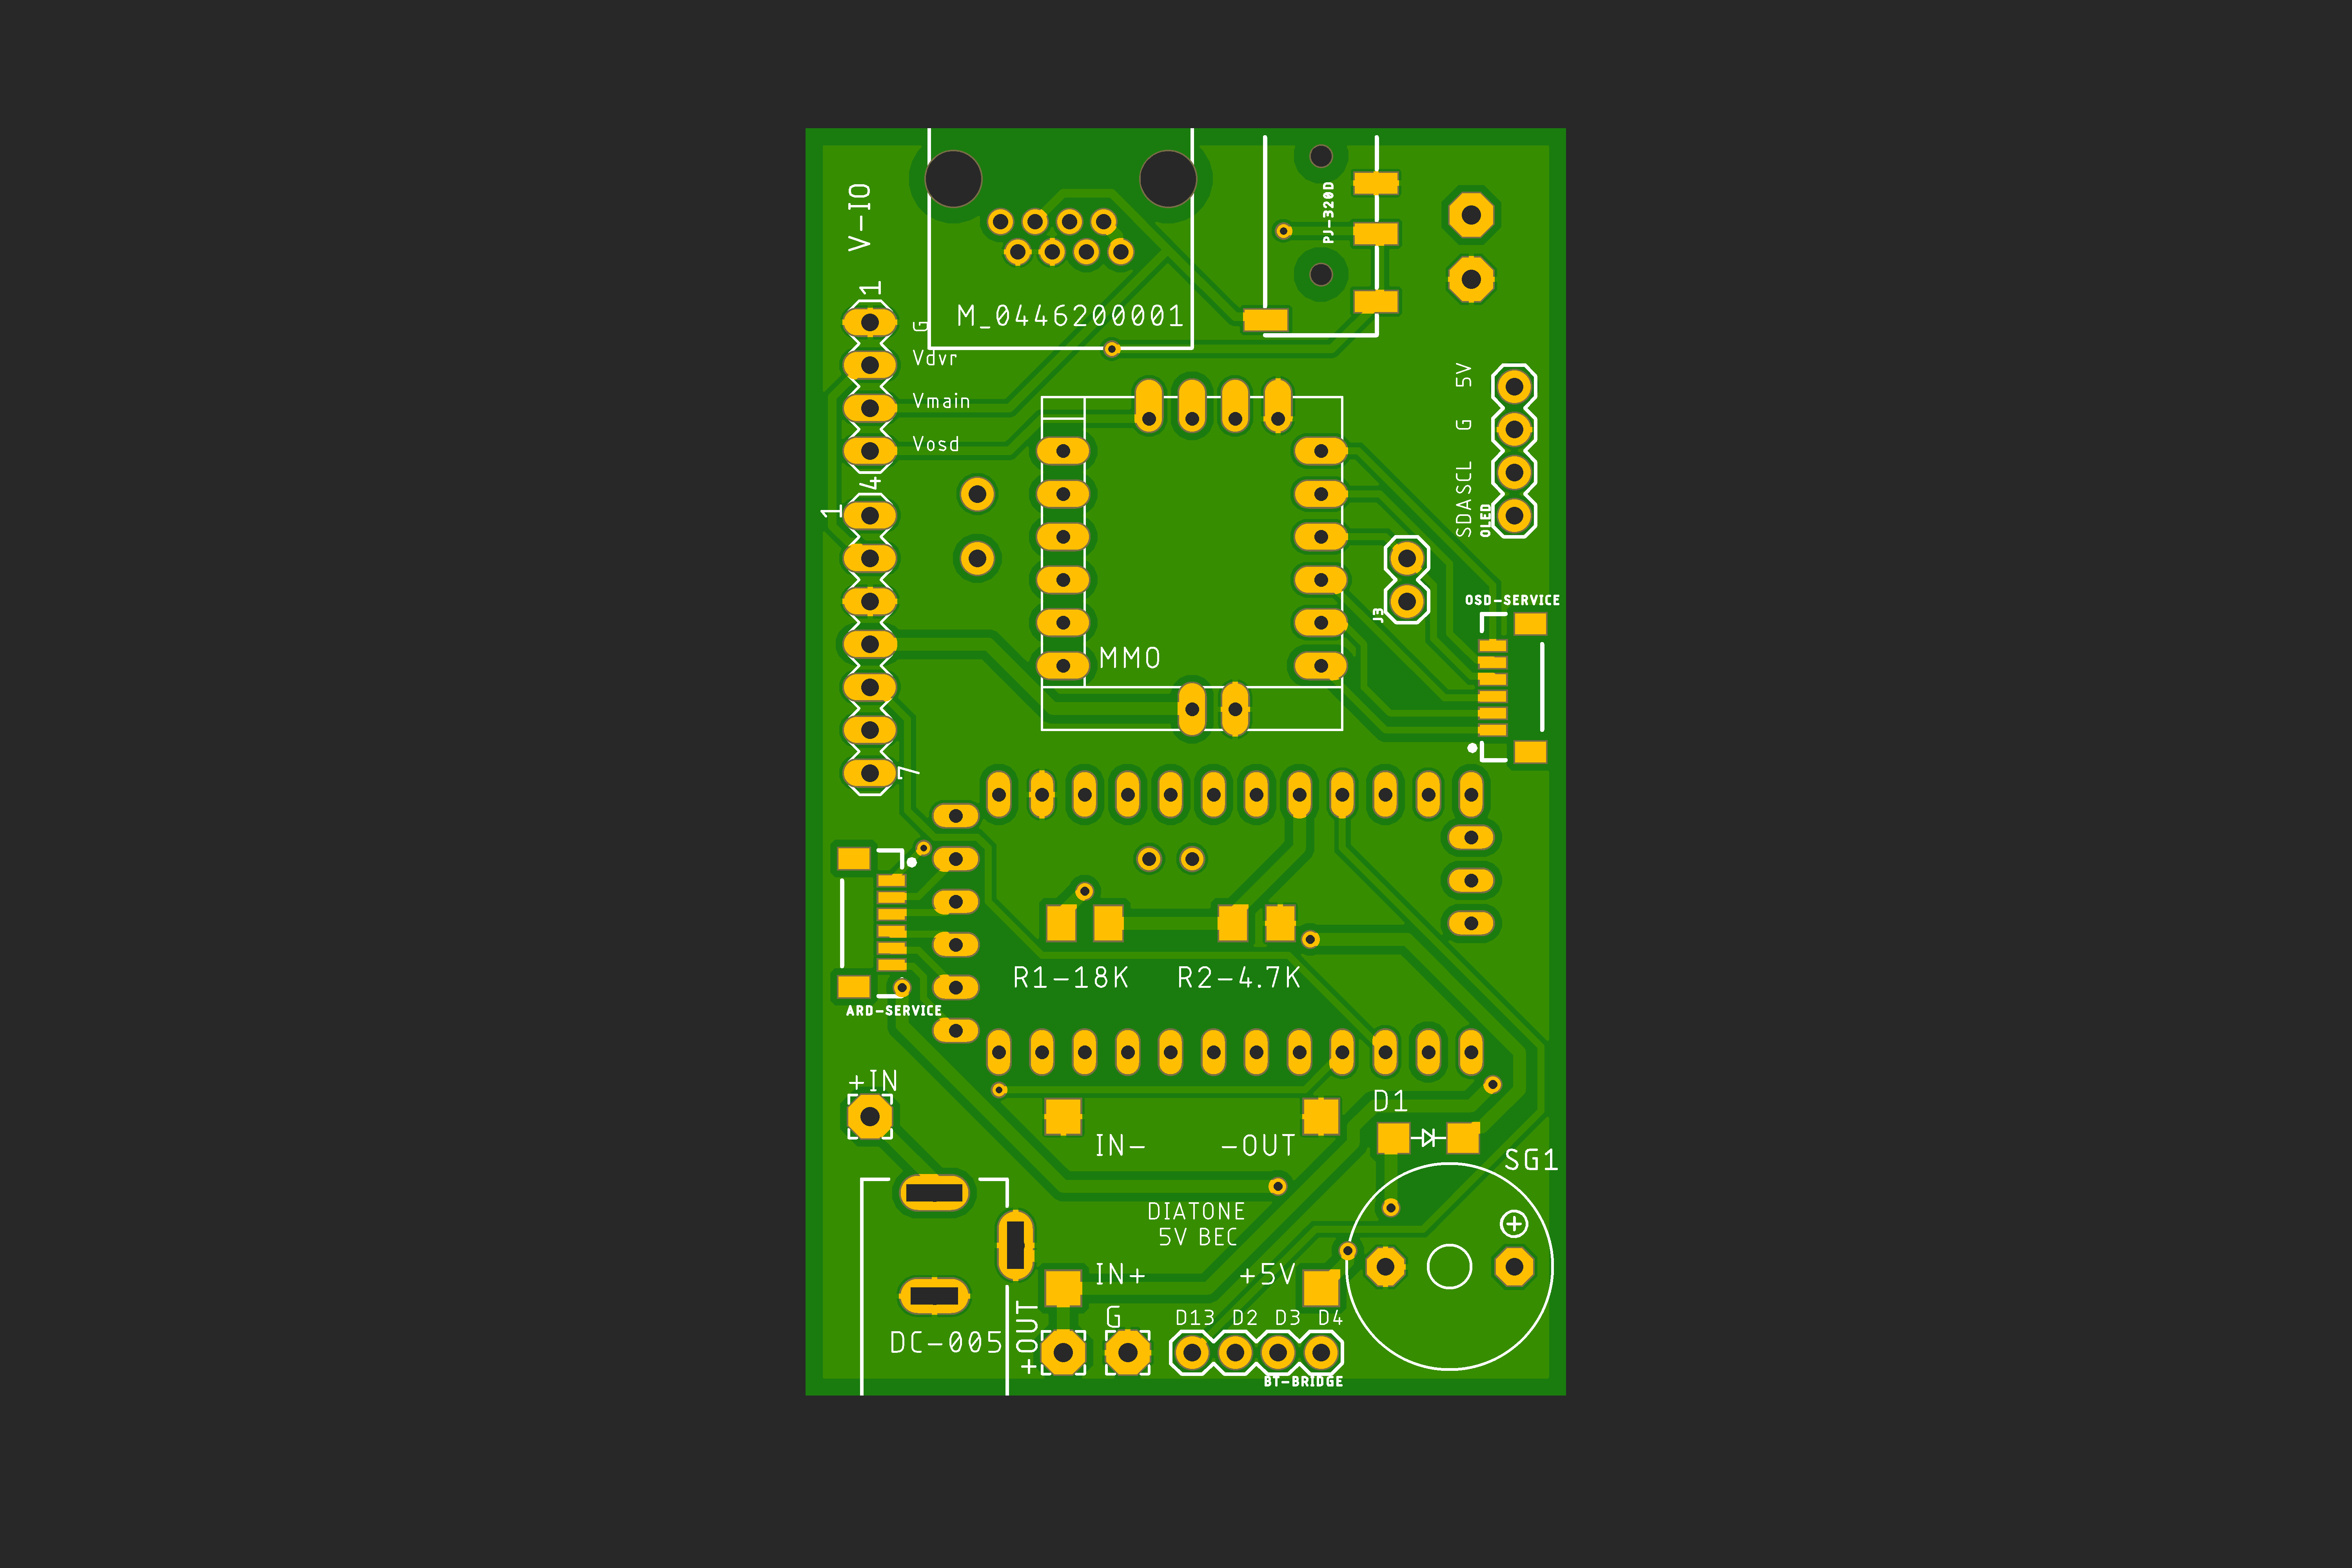 V-IO
PJ-320D
1
M_0446200001
G
Vdvr
Vmain
Vosd
4
5V
G
SDASCL
OLED
1
J3
OSD-SERVICE
MMO
7
R1-18K
R2-4.7K
ARD-SERVICE
+IN
D1
IN-
-OUT
SG1
DIATONE
5V BEC
IN+
+5V
+OUT
G
D13 D2 D3 D4
DC-005
BT-BRIDGE